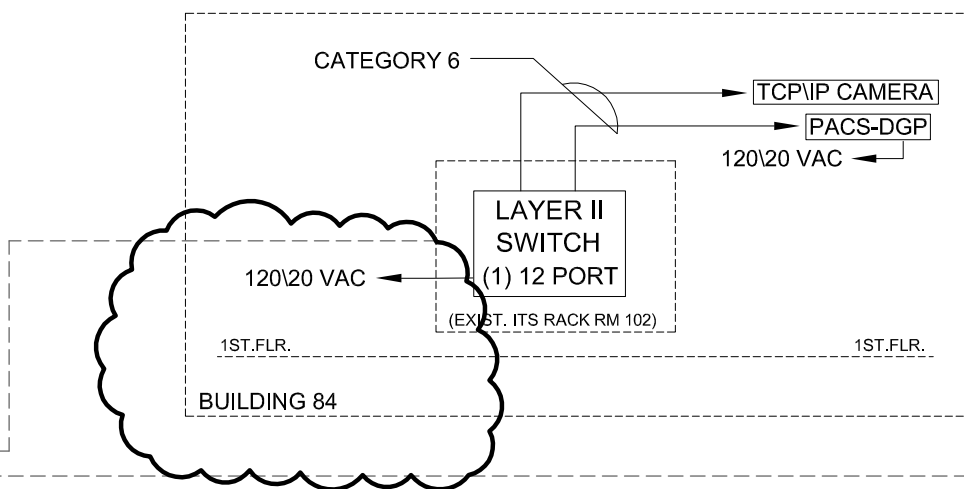 CATEGORY 6
TCP\IP CAMERA
PACS-DGP
120\20 VAC
LAYER II
SWITCH
(1) 12 PORT
120\20 VAC
(EXIST. ITS RACK RM 102)
1ST.FLR.
1ST.FLR.
BUILDING 84